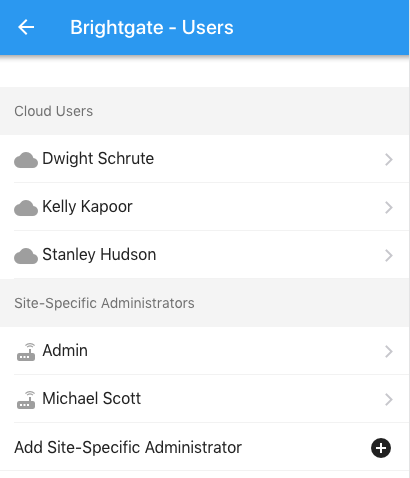 Brightgate - Users
Cloud Users
Dwight Schrute
Kelly Kapoor
Stanley Hudson
Site-Specific Administrators
Admin
Michael Scott
Add Site-Specific Administrator